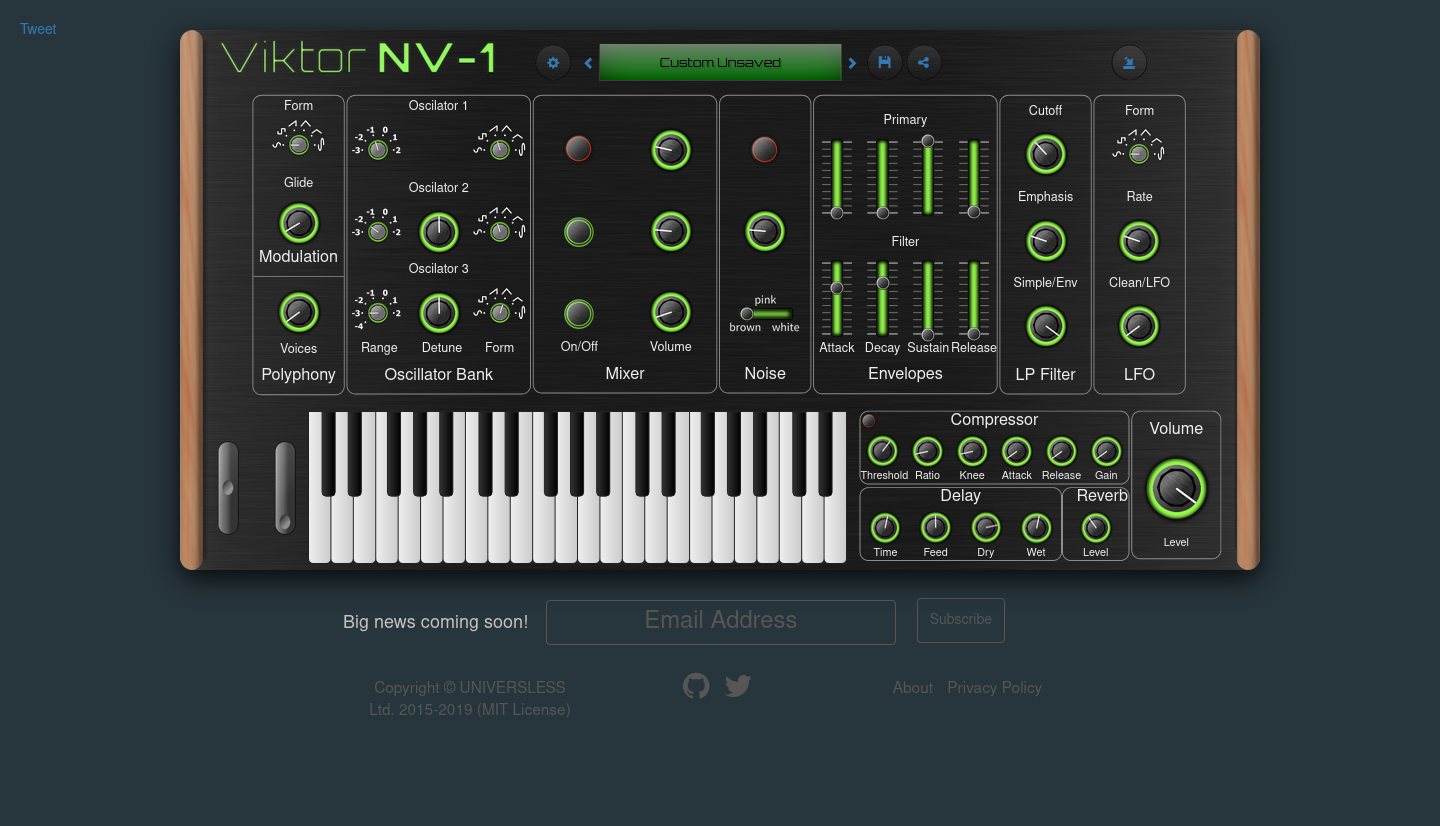 Tweet
Viktor NV-1
Custom Unsaved
Form
Glide
Modulation
Voices
Polyphony
Oscilator 1
-3 -2 -1 0 1 2
Oscilator 2
-3 -2 -1 0 1 2
Oscilator 3
-4 -3 -2 -1 0 1 2
Range Detune Form
Oscillator Bank
On/Off Volume
Mixer
pink
brown white
Noise
Primary
Filter
Attack Decay Sustain Release
Envelopes
Cutoff
Emphasis
Simple/Env
LP Filter
Form
Rate
Clean/LFO
LFO
Compressor
Threshold Ratio Knee Attack Release Gain
Delay
Time Feed Dry Wet
Reverb
Level
Volume
Level
Big news coming soon!
Email Address
Subscribe
Copyright © UNIVERSLESS
Ltd. 2015-2019 (MIT License)
About Privacy Policy